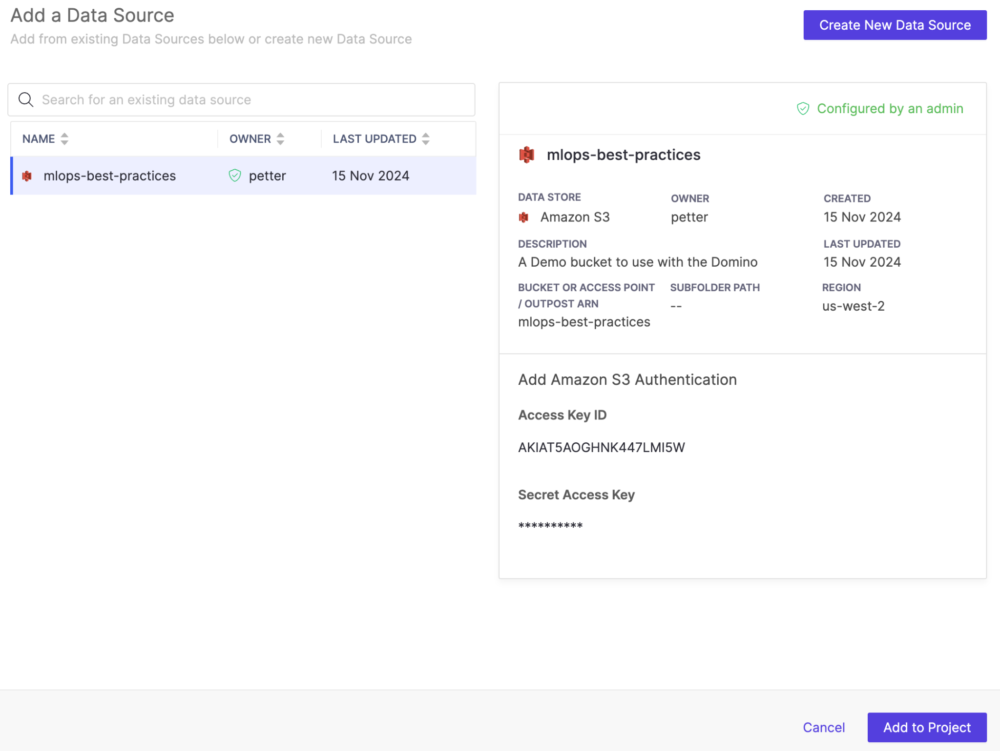 Add a Data Source
Add from existing Data Sources below or create new Data Source
Create New Data Source
Search for an existing data source
NAME OWNER LAST UPDATED
mlops-best-practices petter 15 Nov 2024
Configured by an admin
mlops-best-practices
DATA STORE OWNER CREATED
Amazon S3 petter 15 Nov 2024
DESCRIPTION LAST UPDATED
A Demo bucket to use with the Domino 15 Nov 2024
BUCKET OR ACCESS POINT SUBFOLDER PATH REGION
/ OUTPOST ARN -- us-west-2
mlops-best-practices
Add Amazon S3 Authentication
Access Key ID
AKIAT5AOGHNK447LMI5W
Secret Access Key
**********
Cancel
Add to Project